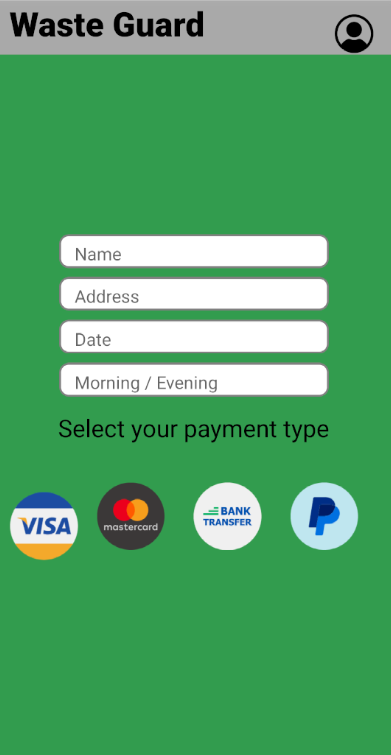 Waste Guard
Name
Address
Date
Morning / Evening
Select your payment type
VISA
mastercard
BANK
TRANSFER
P